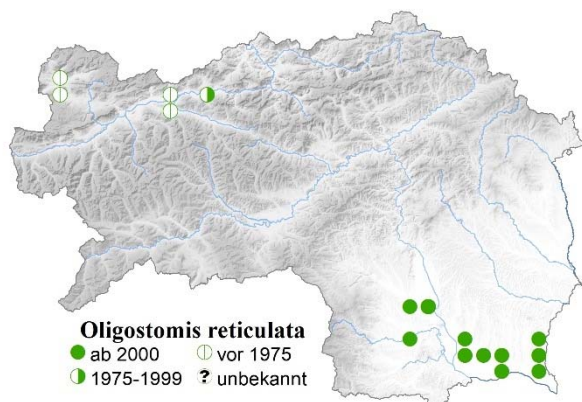 Oligostomis reticulata
ab 2000 vor 1975
1975-1999 ? unbekannt